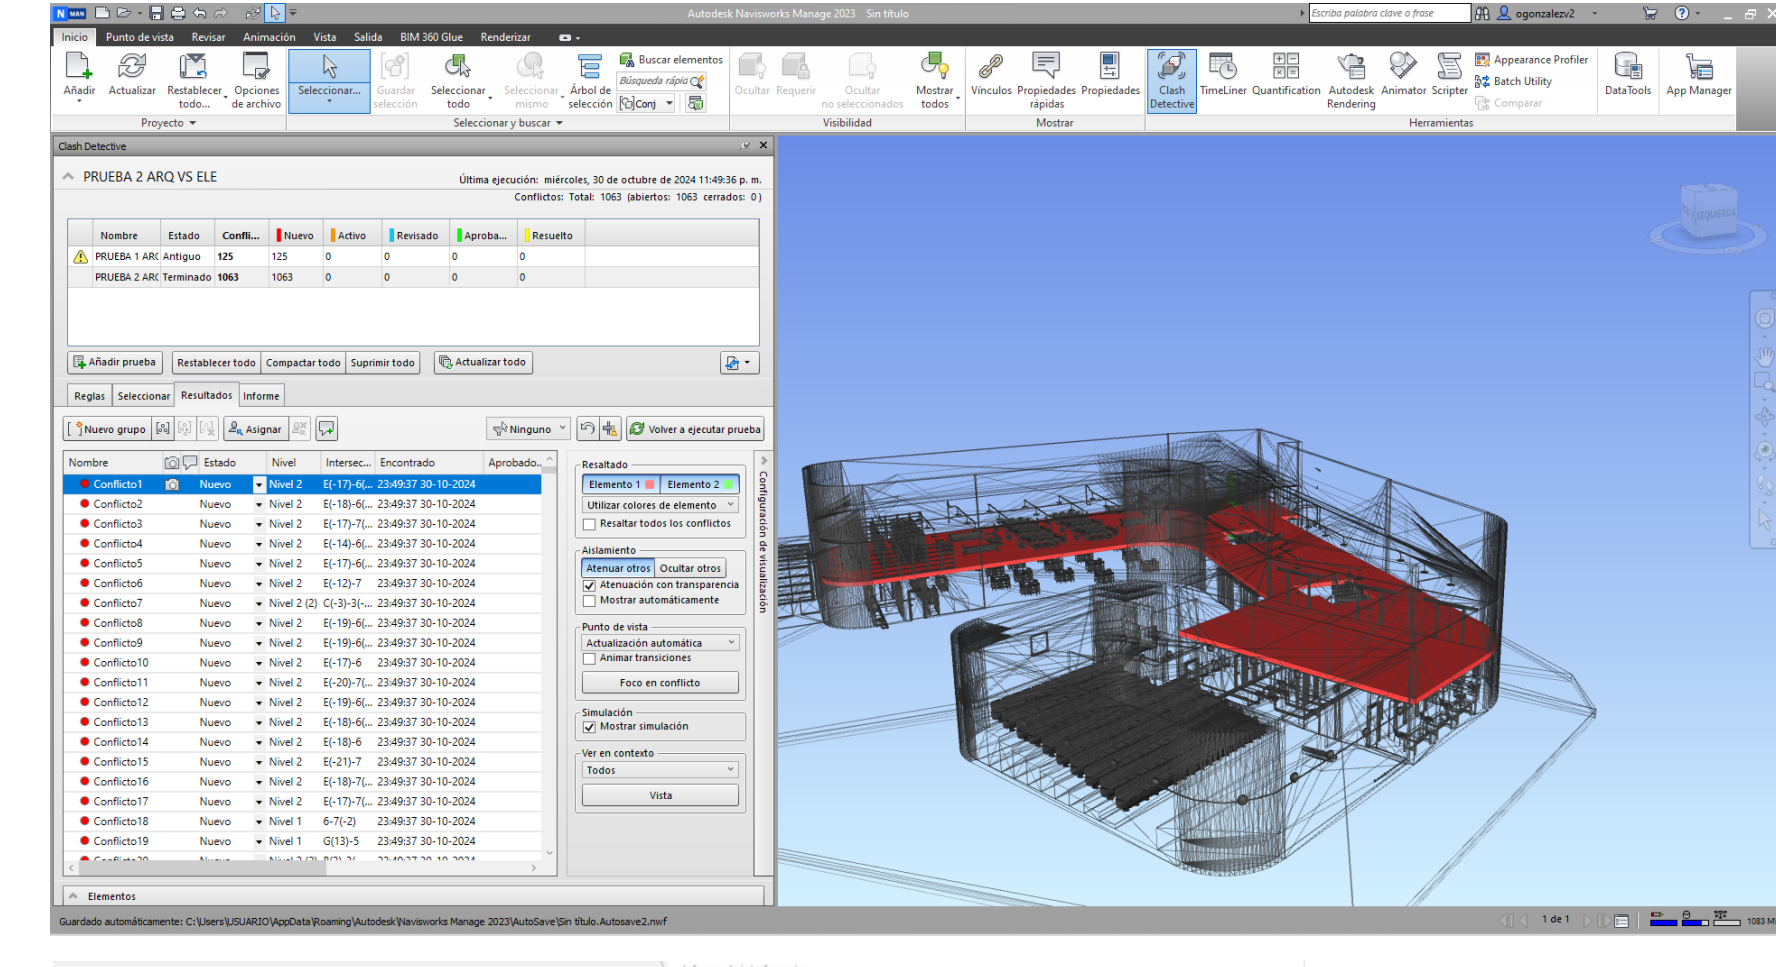 N MAN
Autodesk Navisworks Manage 2023 Sin título
Escriba palabra clave o frase
ogonzalezv2
Inicio Punto de vista Revisar Animación Vista Salida BIM 360 Glue Renderizar
Añadir Actualizar Restablecer todo... Opciones de archivo
Seleccionar... Guardar selección Seleccionar todo Seleccionar mismo Árbol de selección
Buscar elementos
Búsqueda rápida
Conj
Ocultar Requerir Ocultar no seleccionados Mostrar todos
Vínculos Propiedades rápidas Propiedades
Clash Detective TimeLiner Quantification Autodesk Rendering Animator Scripter
Appearance Profiler
Batch Utility
Comparar
DataTools App Manager
Proyecto Seleccionar y buscar Visibilidad Mostrar Herramientas
Clash Detective
PRUEBA 2 ARQ VS ELE
Última ejecución: miércoles, 30 de octubre de 2024 11:49:36 p. m.
Conflictos: Total: 1063 (abiertos: 1063 cerrados: 0)
Nombre Estado Confli... Nuevo Activo Revisado Aproba... Resuelto
PRUEBA 1 ARC Antiguo 125 125 0 0 0 0
PRUEBA 2 ARC Terminado 1063 1063 0 0 0 0
Añadir prueba Restablecer todo Compactar todo Suprimir todo Actualizar todo
Reglas Seleccionar Resultados Informe
Nuevo grupo Asignar Ninguno Volver a ejecutar prueba
Nombre Estado Nivel Intersec... Encontrado Aprobado...
Conflicto1 Nuevo Nivel 2 E(-17)-6(... 23:49:37 30-10-2024
Conflicto2 Nuevo Nivel 2 E(-18)-6(... 23:49:37 30-10-2024
Conflicto3 Nuevo Nivel 2 E(-17)-7(... 23:49:37 30-10-2024
Conflicto4 Nuevo Nivel 2 E(-14)-6(... 23:49:37 30-10-2024
Conflicto5 Nuevo Nivel 2 E(-17)-6(... 23:49:37 30-10-2024
Conflicto6 Nuevo Nivel 2 E(-12)-7 23:49:37 30-10-2024
Conflicto7 Nuevo Nivel 2 (2) C(-3)-3(-... 23:49:37 30-10-2024
Conflicto8 Nuevo Nivel 2 E(-19)-6(... 23:49:37 30-10-2024
Conflicto9 Nuevo Nivel 2 E(-19)-6(... 23:49:37 30-10-2024
Conflicto10 Nuevo Nivel 2 E(-17)-6 23:49:37 30-10-2024
Conflicto11 Nuevo Nivel 2 E(-20)-7(... 23:49:37 30-10-2024
Conflicto12 Nuevo Nivel 2 E(-19)-6(... 23:49:37 30-10-2024
Conflicto13 Nuevo Nivel 2 E(-18)-6(... 23:49:37 30-10-2024
Conflicto14 Nuevo Nivel 2 E(-18)-6 23:49:37 30-10-2024
Conflicto15 Nuevo Nivel 2 E(-21)-7 23:49:37 30-10-2024
Conflicto16 Nuevo Nivel 2 E(-18)-7(... 23:49:37 30-10-2024
Conflicto17 Nuevo Nivel 2 E(-17)-7(... 23:49:37 30-10-2024
Conflicto18 Nuevo Nivel 1 6-7(-2) 23:49:37 30-10-2024
Conflicto19 Nuevo Nivel 1 G(13)-5 23:49:37 30-10-2024
Resaltado
Elemento 1 Elemento 2
Utilizar colores de elemento
Resaltar todos los conflictos
Aislamiento
Atenuar otros Ocultar otros
Atenuación con transparencia
Mostrar automáticamente
Punto de vista
Actualización automática
Animar transiciones
Foco en conflicto
Simulación
Mostrar simulación
Ver en contexto
Todos
Vista
Configuración de visualización
IZQUIERDA
Elementos
Guardado automáticamente: C:\Users\USUARIO\AppData\Roaming\Autodesk\Navisworks Manage 2023\AutoSave\Sin título.Autosave2.nwf
1 de 1
1083 M